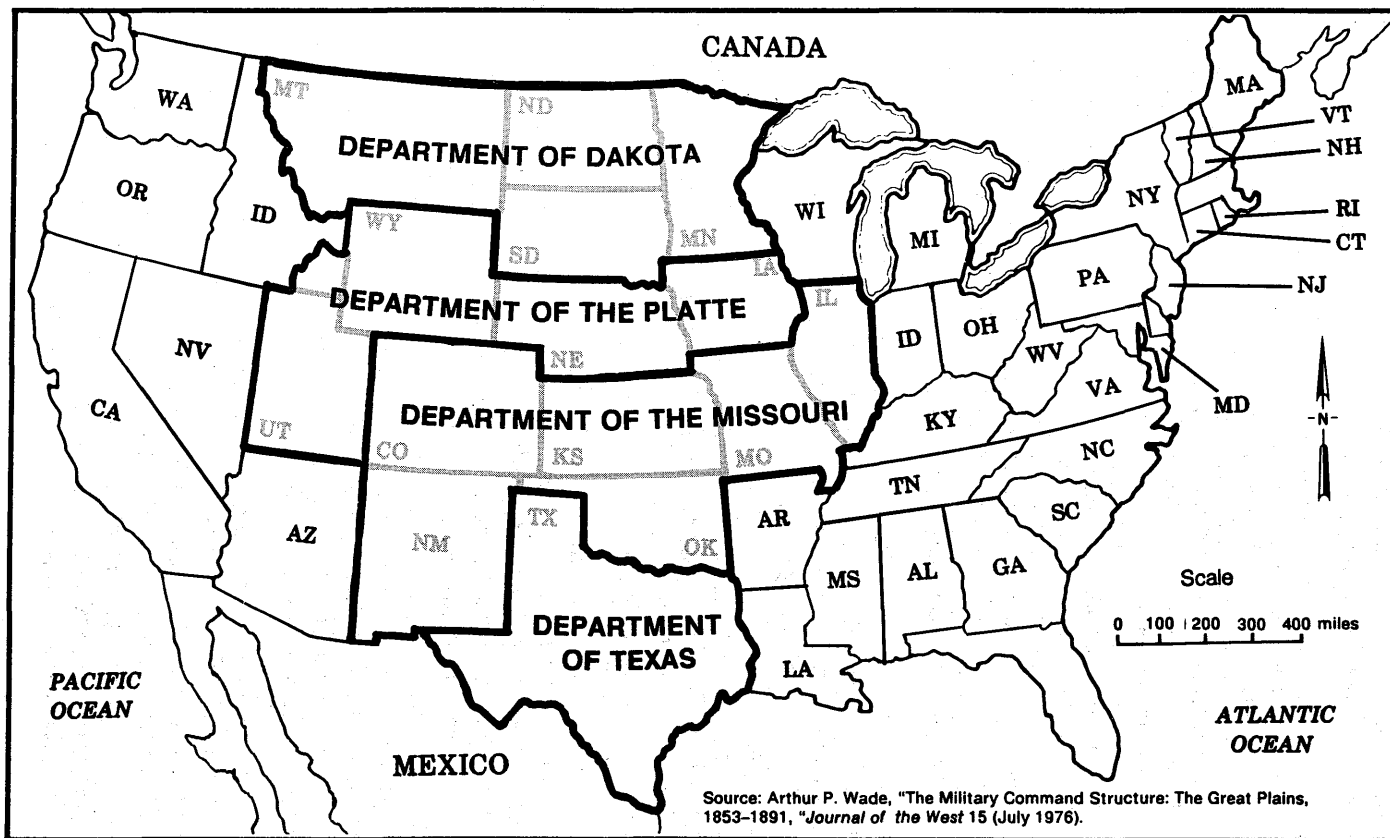 CANADA
WA
MT
ND
MA
VT
NH
DEPARTMENT OF DAKOTA
OR
ID
WY
SD
MN
WI
MI
NY
RI
CT
IA
PA
NJ
DEPARTMENT OF THE PLATTE
IL
NV
NE
ID
OH
WV
VA
MD
CA
UT
CO
DEPARTMENT OF THE MISSOURI
KS
MO
KY
-N-
NC
TN
AZ
NM
TX
OK
AR
SC
MS
AL
GA
Scale
0 100 200 300 400 miles
DEPARTMENT
OF TEXAS
LA
PACIFIC
OCEAN
MEXICO
ATLANTIC
OCEAN
Source: Arthur P. Wade, "The Military Command Structure: The Great Plains,
1853–1891, "Journal of the West 15 (July 1976).